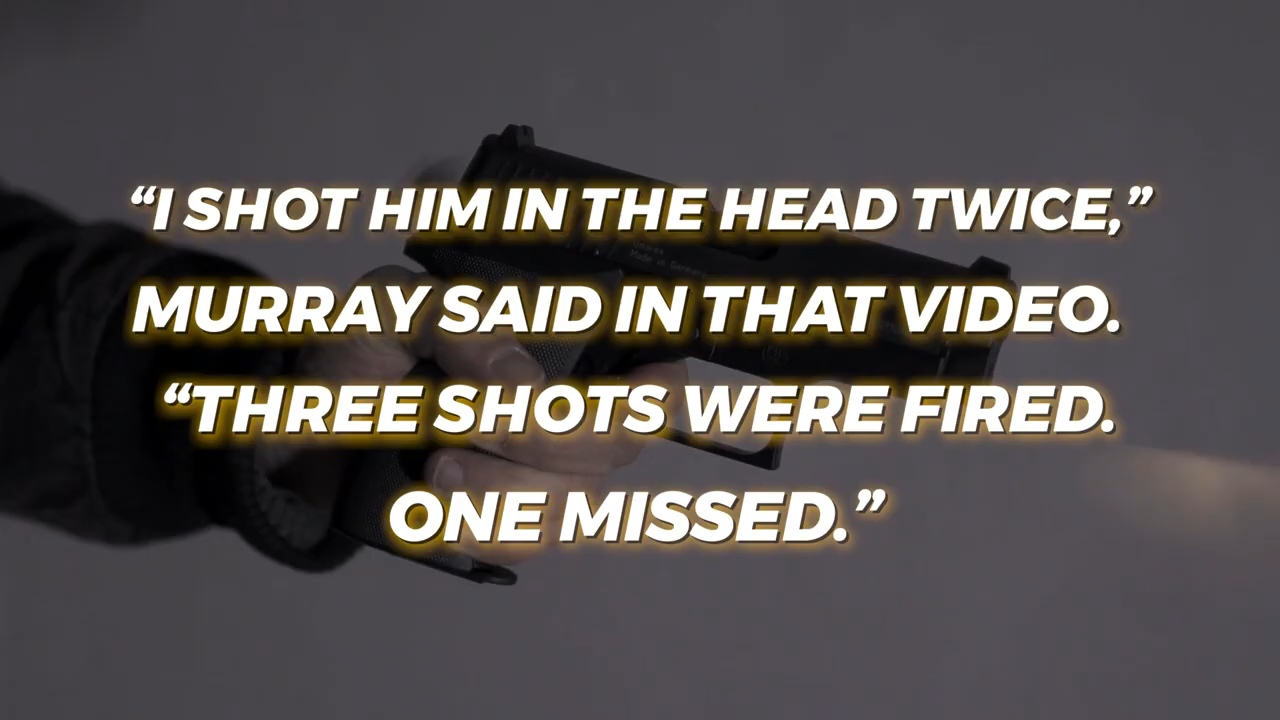 “I SHOT HIM IN THE HEAD TWICE,”
MURRAY SAID IN THAT VIDEO.
“THREE SHOTS WERE FIRED.
ONE MISSED.”